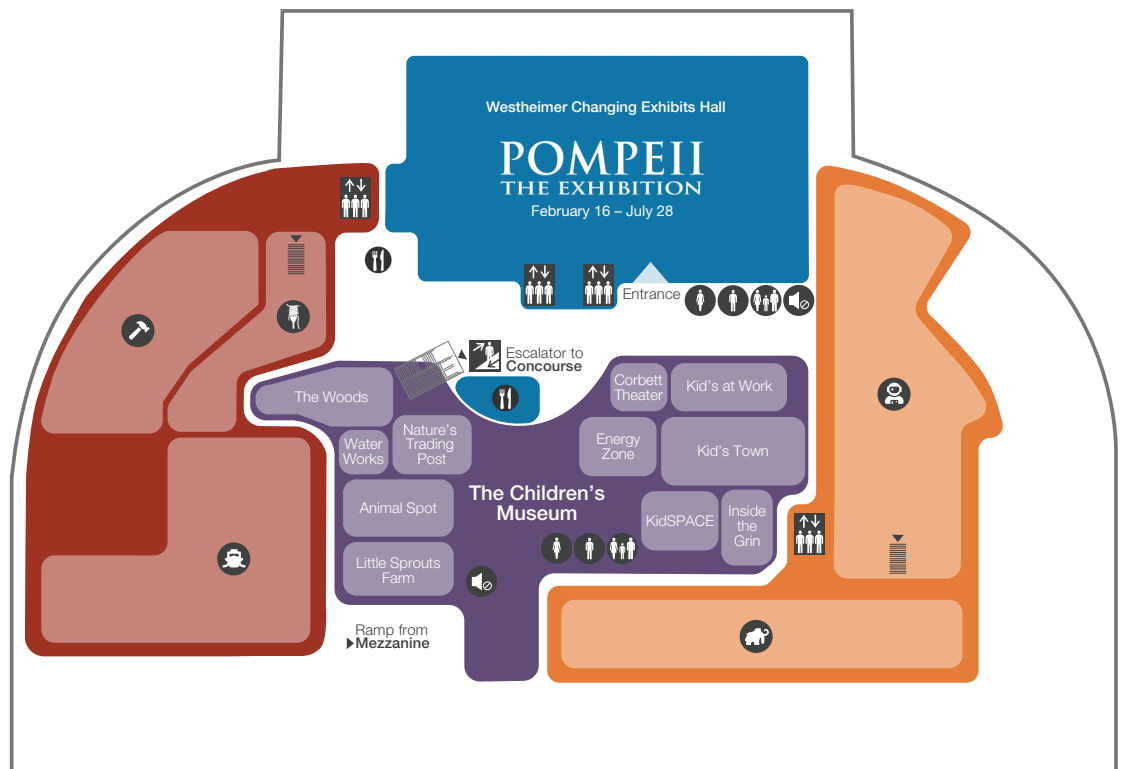 Westheimer Changing Exhibits Hall
POMPEII
THE EXHIBITION
February 16 – July 28
Entrance
Escalator to
Concourse
The Woods
Corbett
Theater
Kid's at Work
Water
Works
Nature's
Trading
Post
Energy
Zone
Kid's Town
The Children's
Museum
Animal Spot
KidSPACE
Inside
the
Grin
Little Sprouts
Farm
Ramp from
Mezzanine